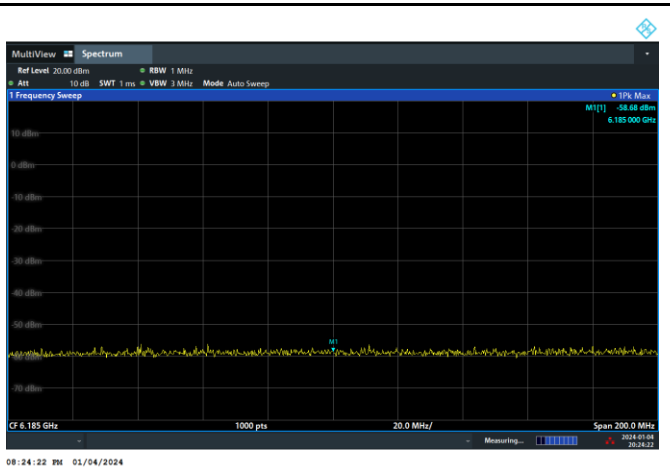 MultiView Spectrum
Ref Level 20.00 dBm RBW 1 MHz
Att 10 dB SWT 1 ms VBW 3 MHz Mode Auto Sweep
1 Frequency Sweep 1Pk Max
M1[1] -58.68 dBm
6.185 000 GHz
10 dBm
0 dBm
-10 dBm
-20 dBm
-30 dBm
-40 dBm
-50 dBm
M1
-60 dBm
-70 dBm
CF 6.185 GHz 1000 pts 20.0 MHz/ Span 200.0 MHz
Measuring... 2024-01-04
20:24:22
08:24:22 PM 01/04/2024